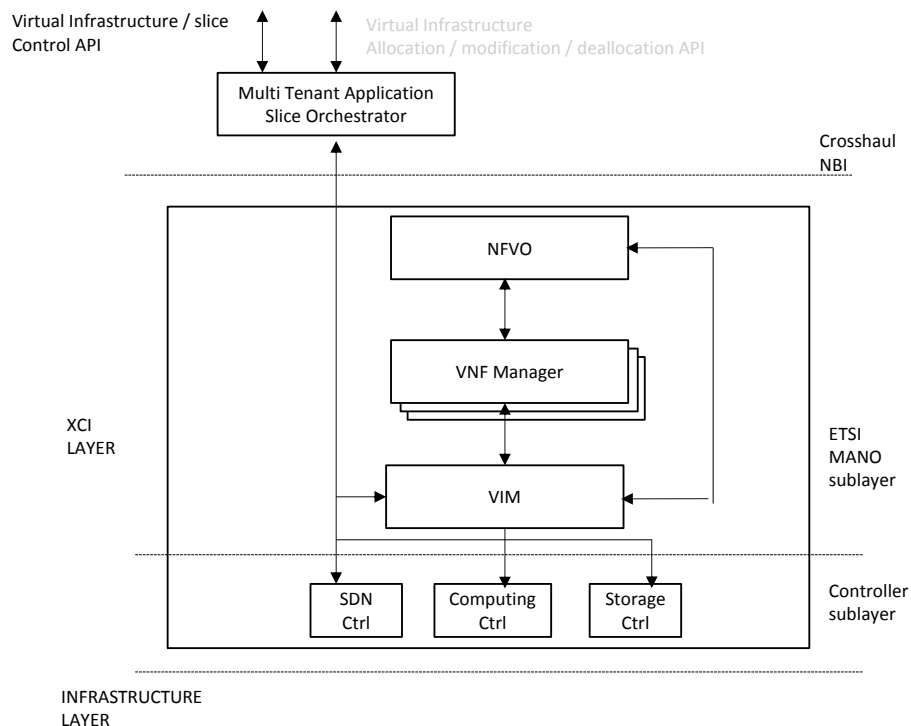 Virtual Infrastructure / slice
Control API
Virtual Infrastructure
Allocation / modification / deallocation API
Multi Tenant Application
Slice Orchestrator
Crosshaul
NBI
NFVO
VNF Manager
XCI
LAYER
ETSI
MANO
sublayer
VIM
SDN
Ctrl
Computing
Ctrl
Storage
Ctrl
Controller
sublayer
INFRASTRUCTURE
LAYER